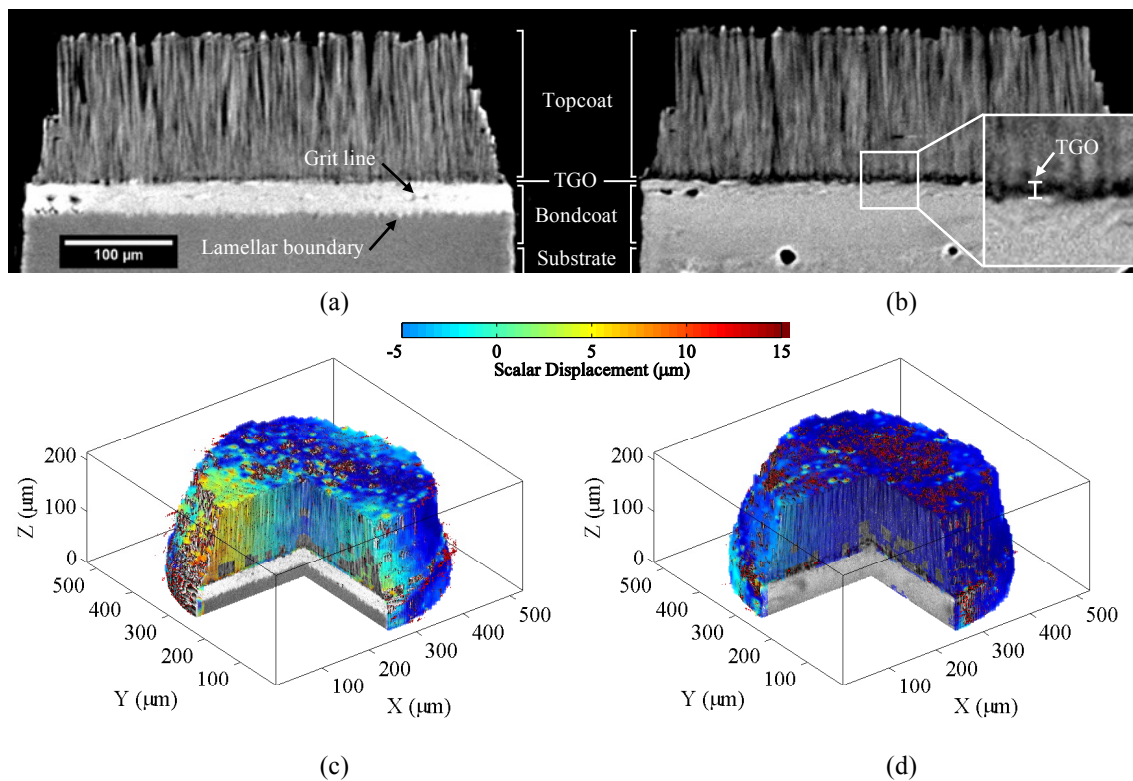 Topcoat
Grit line
TGO
TGO
Bondcoat
Lamellar boundary
100 μm
Substrate
(a)
(b)
-5 0 5 10 15
Scalar Displacement (μm)
200
100
0
Z (μm)
500
400
300
200
100
Y (μm)
100
200
300
400
500
X (μm)
200
100
0
Z (μm)
500
400
300
200
100
Y (μm)
100
200
300
400
500
X (μm)
(c)
(d)